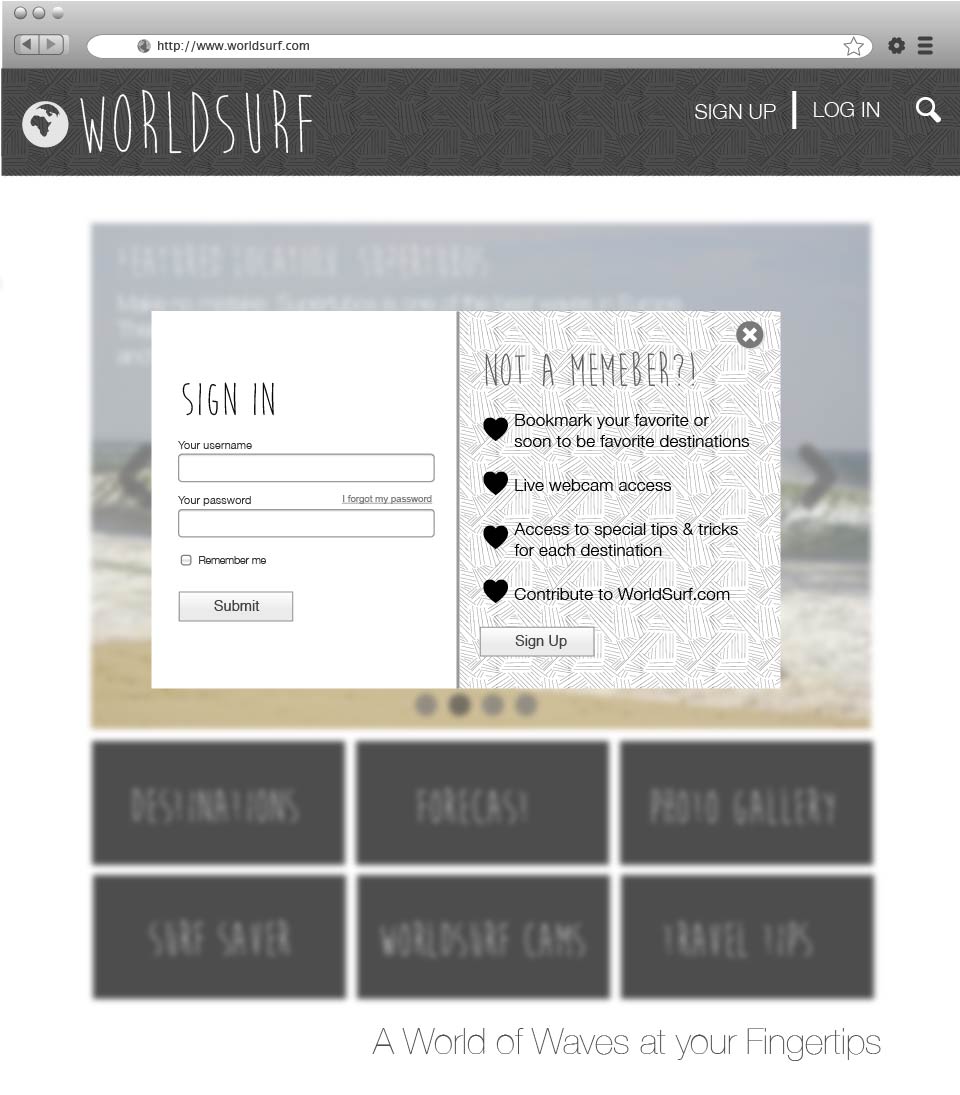 http://www.worldsurf.com
WORLDSURF
SIGN UP
LOG IN
FEATURED LOCATION: SUPERTUBOS
Make no mistake, Supertubos is one of the best waves in Europe.
SIGN IN
Your username
Your password
I forgot my password
Remember me
Submit
NOT A MEMEBER?!
Bookmark your favorite or
soon to be favorite destinations
Live webcam access
Access to special tips & tricks
for each destination
Contribute to WorldSurf.com
Sign Up
DESTINATIONS
FORECAST
PHOTO GALLERY
SURF SAVER
WORLDSURF CAMS
TRAVEL TIPS
A World of Waves at your Fingertips